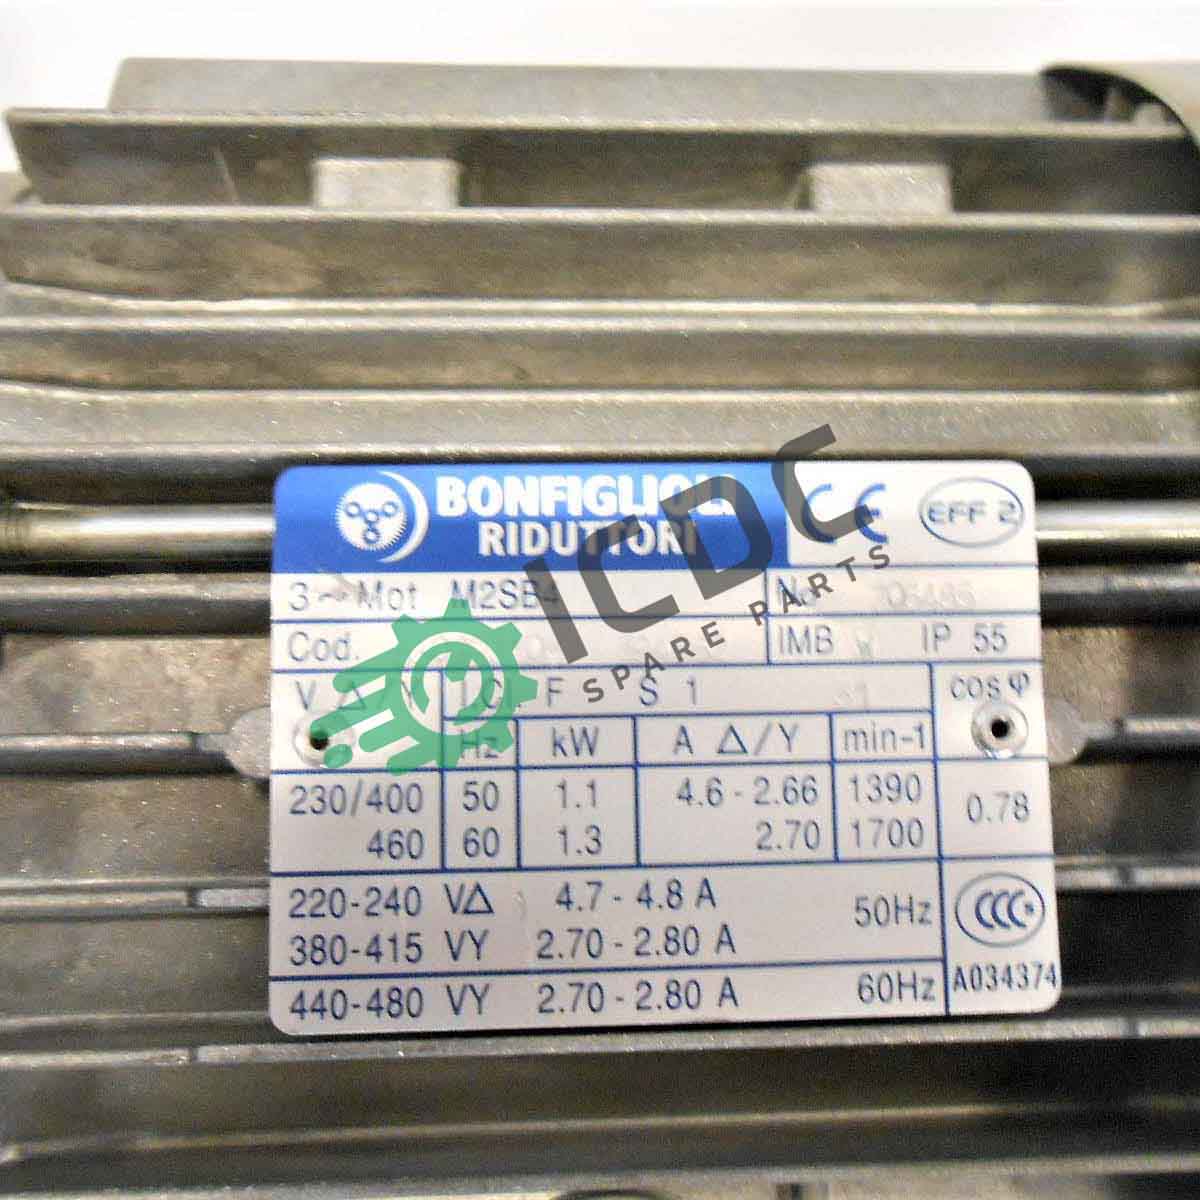 BONFIGLIOLI
RIDUTTORI
CE
EFF 2
3~ Mot M2SB4
No
Cod.
IMB IP 55
V Δ Y I.C F S 1
cos φ
Hz kW A Δ/Y min-1
230/400 50 1.1 4.6-2.66 1390
0.78
460 60 1.3 2.70 1700
220-240 VΔ 4.7-4.8 A
50Hz
CCC
380-415 VY 2.70-2.80 A
440-480 VY 2.70-2.80 A 60Hz
A034374
ICDC
SPARE PARTS